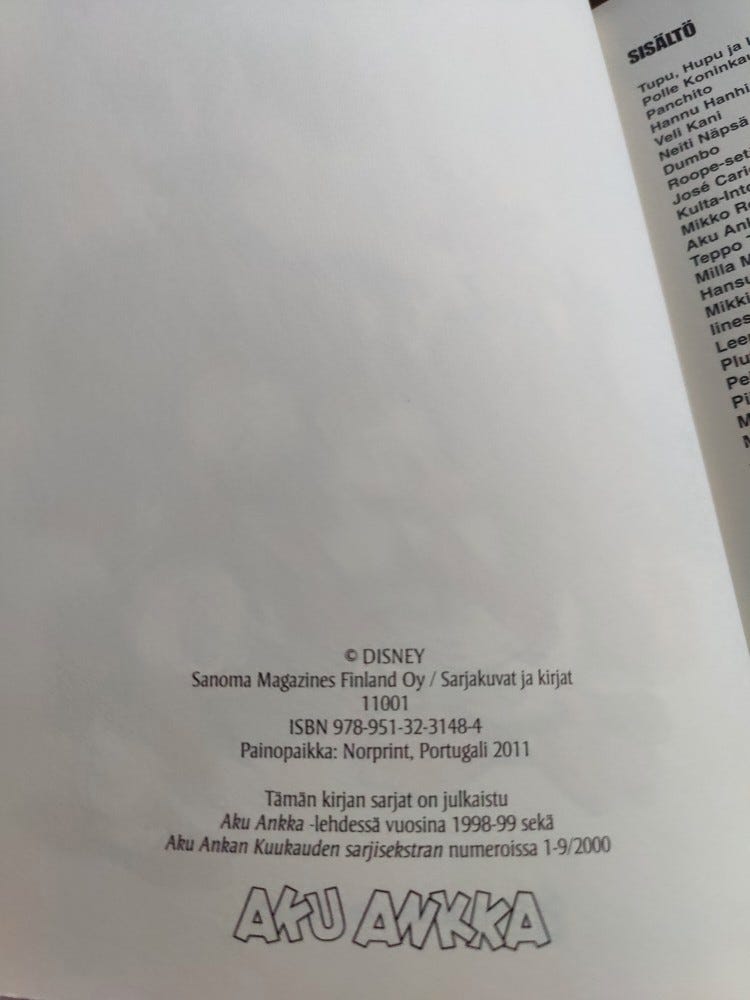 © DISNEY
Sanoma Magazines Finland Oy / Sarjakuvat ja kirjat
11001
ISBN 978-951-32-3148-4
Painopaikka: Norprint, Portugali 2011
Tämän kirjan sarjat on julkaistu
Aku Ankka -lehdessä vuosina 1998-99 sekä
Aku Ankan Kuukauden sarjisekstran numeroissa 1-9/2000
AKU ANKKA
SISÄLTÖ
Tupu, Hupu ja
Polle
Panchito
Hannu Hanhi
Veli Kani
Neiti Näpsä
Dumbo
José
Mikko
Aku
Teppo
Milla